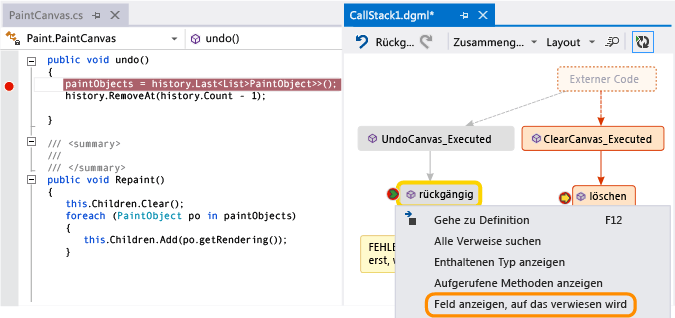 PaintCanvas.cs
Paint.PaintCanvas
undo()
public void undo()
{
paintObjects = history.Last<List>PaintObject>>();
history.RemoveAt(history.Count - 1);
}
/// <summary>
///
/// </summary>
public void Repaint()
{
this.Children.Clear();
foreach (PaintObject po in paintObjects)
{
this.Children.Add(po.getRendering());
}
CallStack1.dgml*
Rückg...
Zusammeng...
Layout
Externer Code
UndoCanvas_Executed
ClearCanvas_Executed
rückgängig
löschen
FEHLE
erst, v
Gehe zu Definition F12
Alle Verweise suchen
Enthaltenen Typ anzeigen
Aufgerufene Methoden anzeigen
Feld anzeigen, auf das verwiesen wird